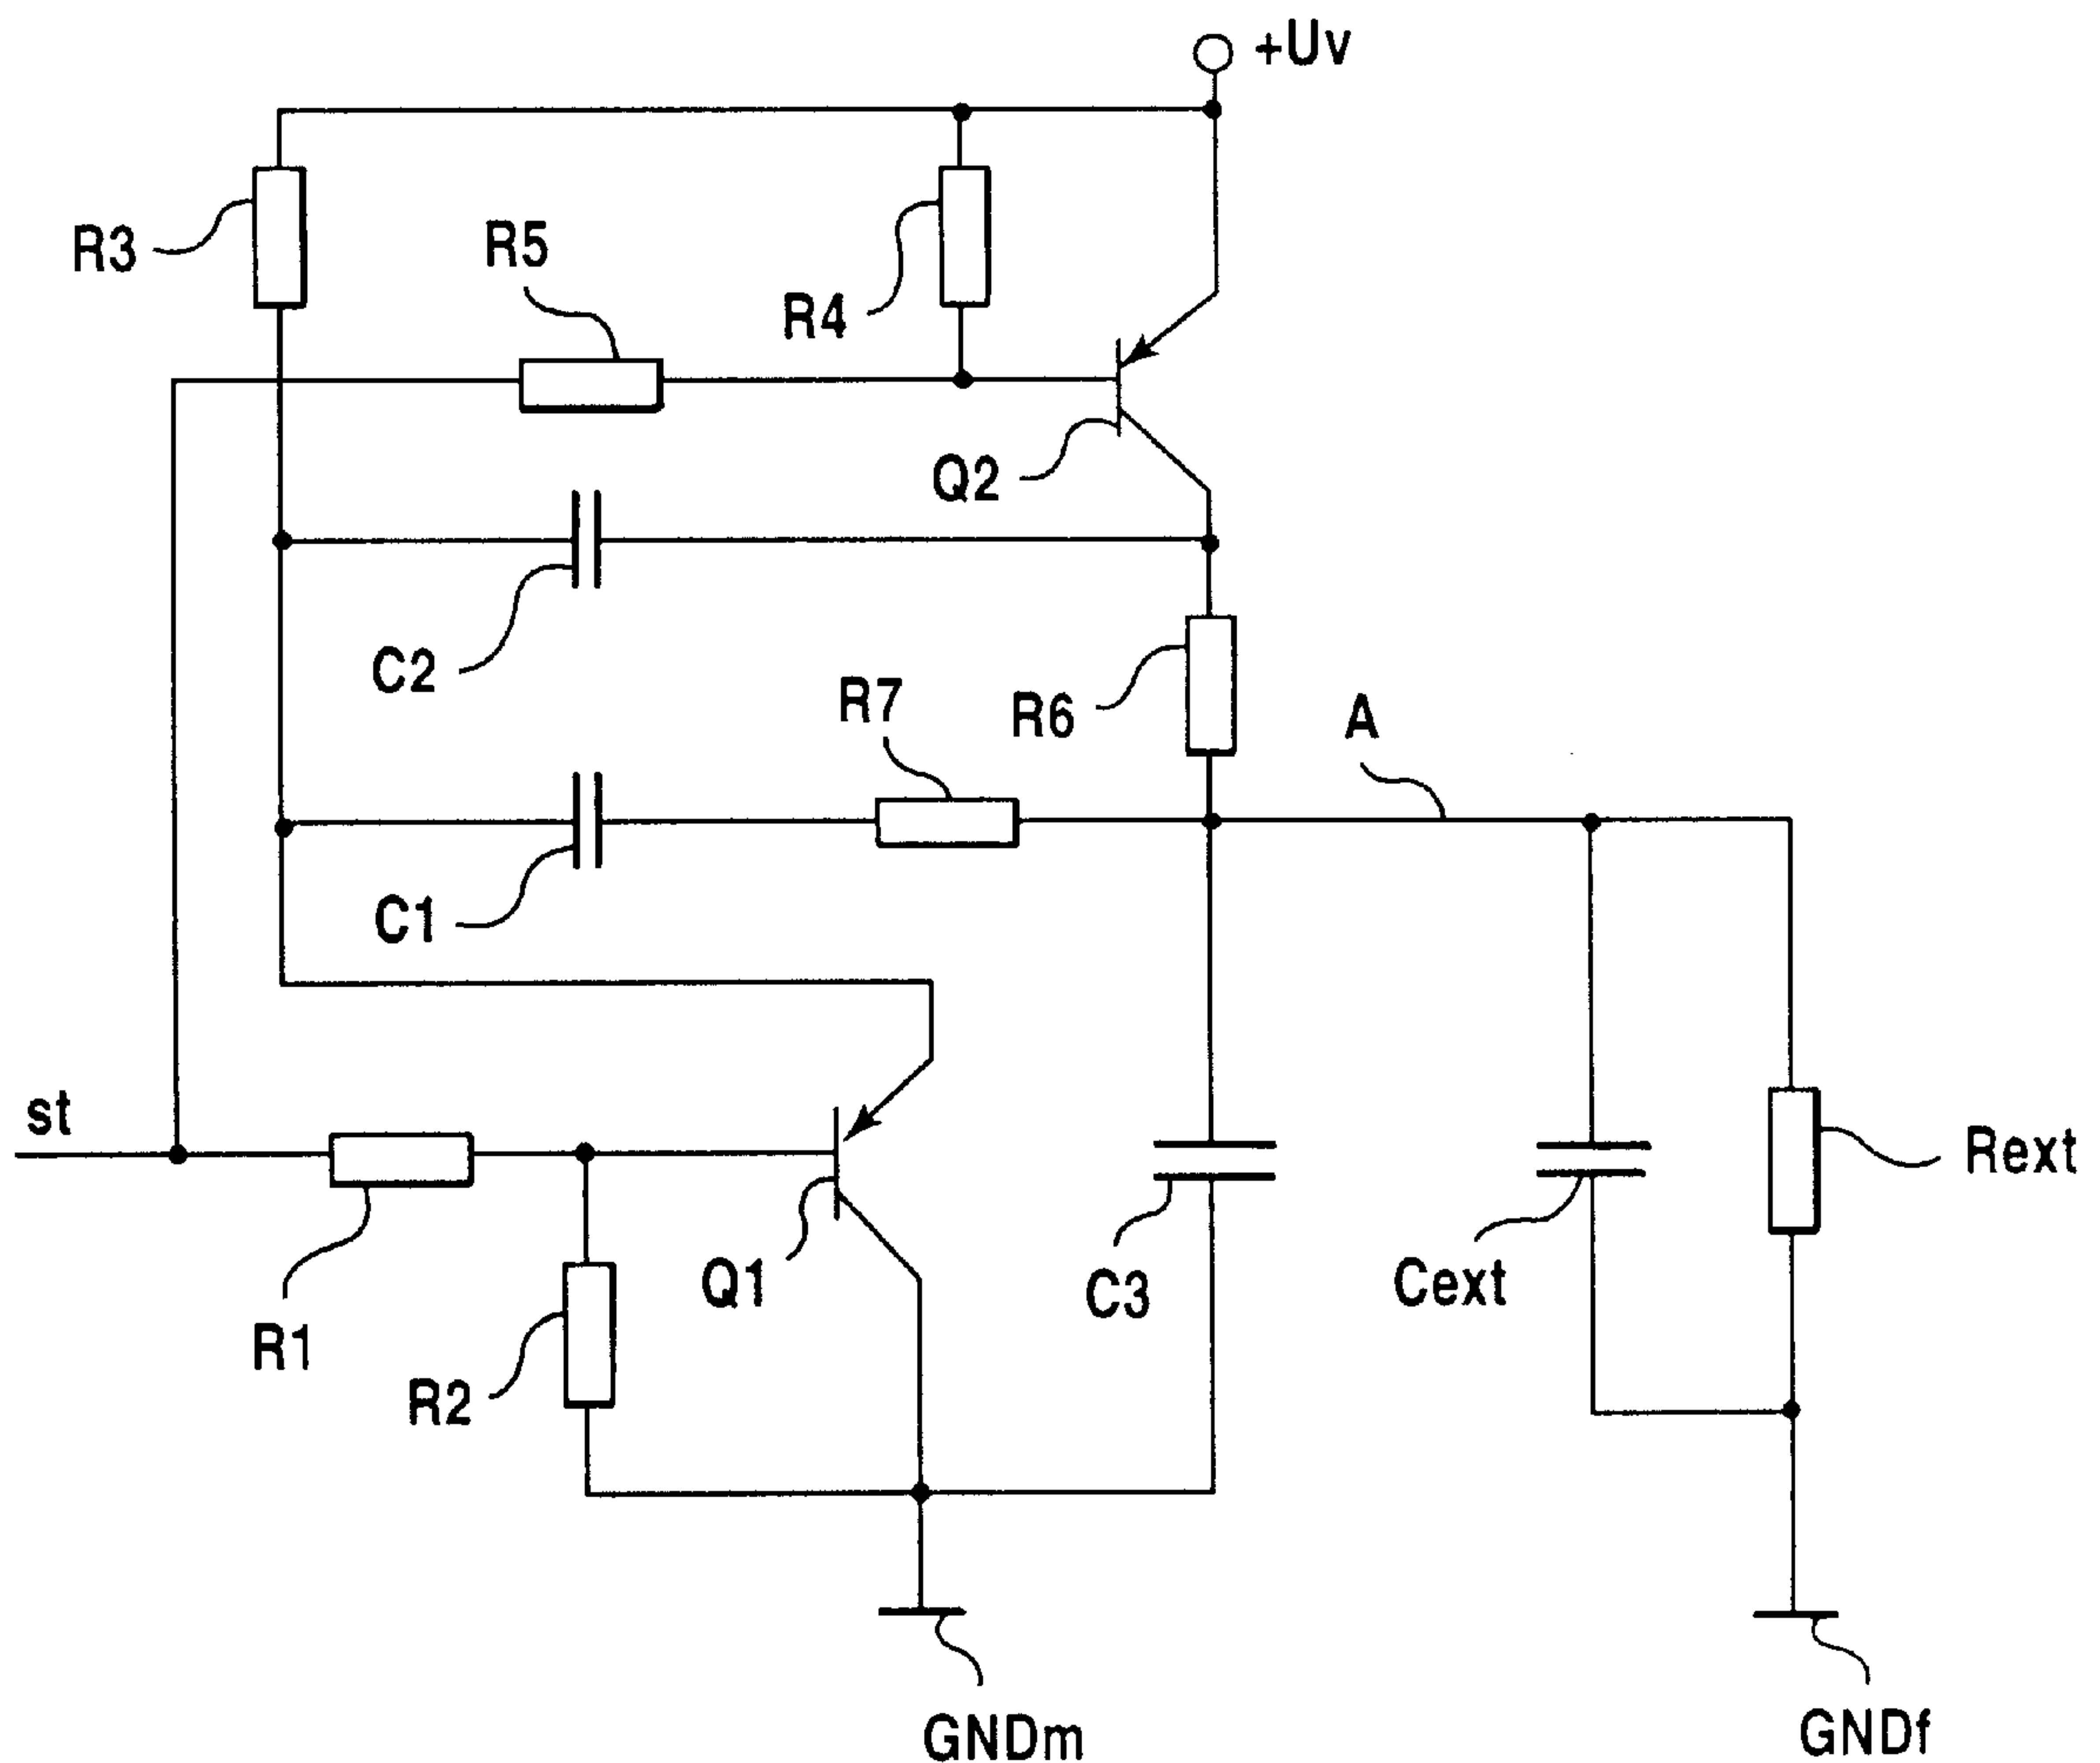 +Uv
R3
R5
R4
Q2
C2
R7
R6
A
C1
st
Rext
Q1
C3
Cext
R1
R2
GNDm
GNDf